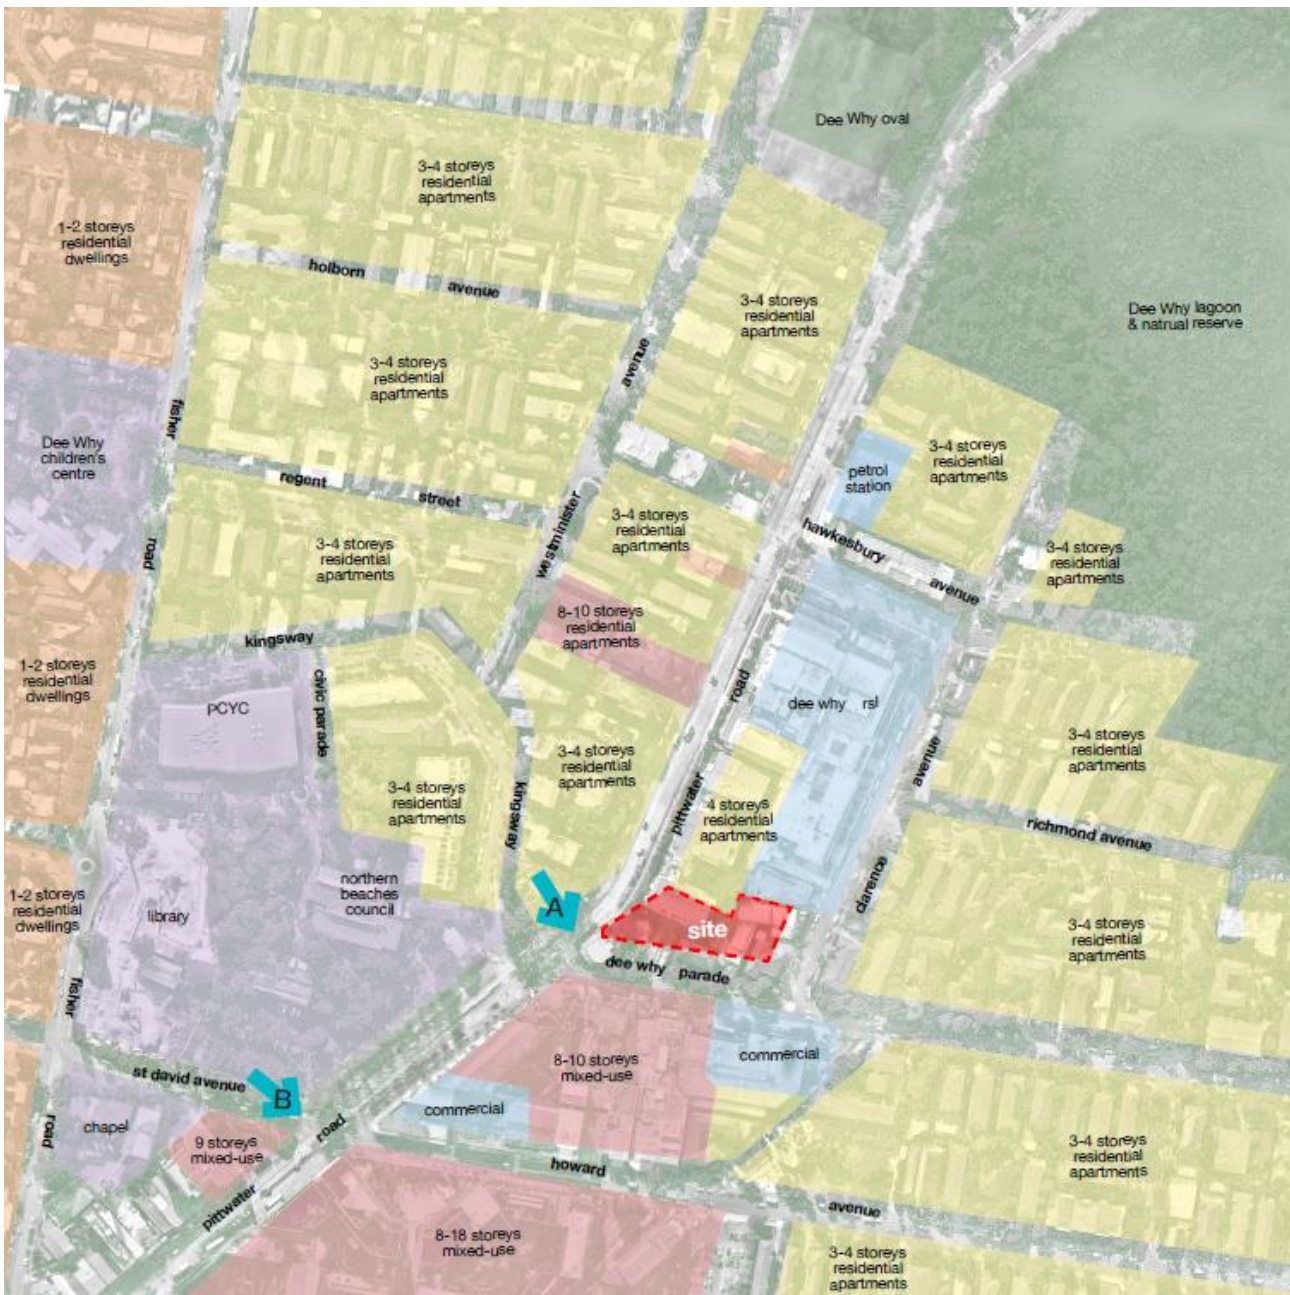 Dee Why oval
3-4 storeys
residential
apartments
1-2 storeys
residential
dwellings
holborn
avenue
3-4 storeys
residential
apartments
Dee Why lagoon
& natrual reserve
3-4 storeys
residential
apartments
avenue
fisher
Dee Why
children's
centre
3-4 storeys
residential
apartments
petrol
station
regent
street
westminister
3-4 storeys
residential
apartments
hawkesbury
avenue
road
3-4 storeys
residential
apartments
3-4 storeys
residential
apartments
8-10 storeys
residential
apartments
kingsway
1-2 storeys
residential
dwellings
civic parade
PCYC
road
dee why rsl
3-4 storeys
residential
apartments
3-4 storeys
residential
apartments
avenue
3-4 storeys
residential
apartments
kingsway
pittwater
4 storeys
residential
apartments
richmond avenue
northern
beaches
council
clarence
1-2 storeys
residential
dwellings
library
A
site
3-4 storeys
residential
apartments
dee why parade
fisher
8-10 storeys
mixed-use
commercial
st david avenue
B
commercial
road
chapel
road
9 storeys
mixed-use
howard
3-4 storeys
residential
apartments
pittwater
avenue
8-18 storeys
mixed-use
3-4 storeys
residential
apartments